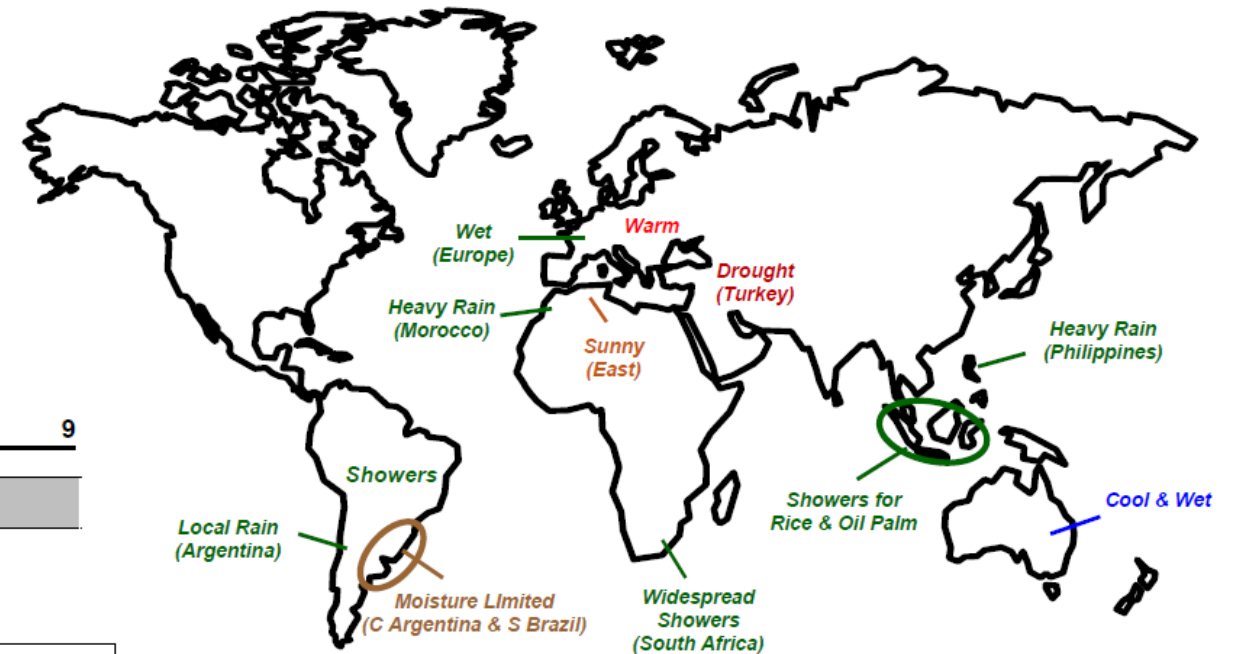 Wet
(Europe)
Warm
Drought
(Turkey)
Heavy Rain
(Morocco)
Sunny
(East)
Heavy Rain
(Philippines)
9
Showers
Showers for
Rice & Oil Palm
Cool & Wet
Local Rain
(Argentina)
Moisture LImited
(C Argentina & S Brazil)
Widespread
Showers
(South Africa)